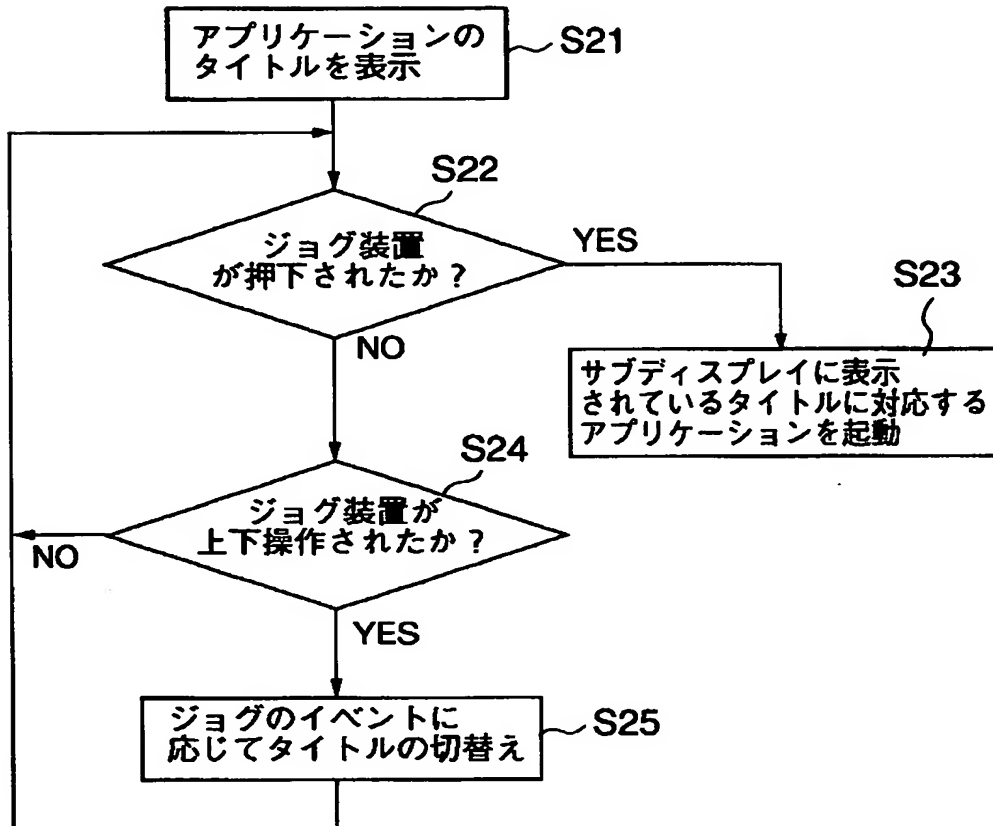 アプリケーションの
タイトルを表示
S21
S22
ジョグ装置
が押下されたか？
YES
NO
S23
サブディスプレイに表示
されているタイトルに対応する
アプリケーションを起動
S24
ジョグ装置が
上下操作されたか？
NO
YES
ジョグのイベントに
応じてタイトルの切替え
S25